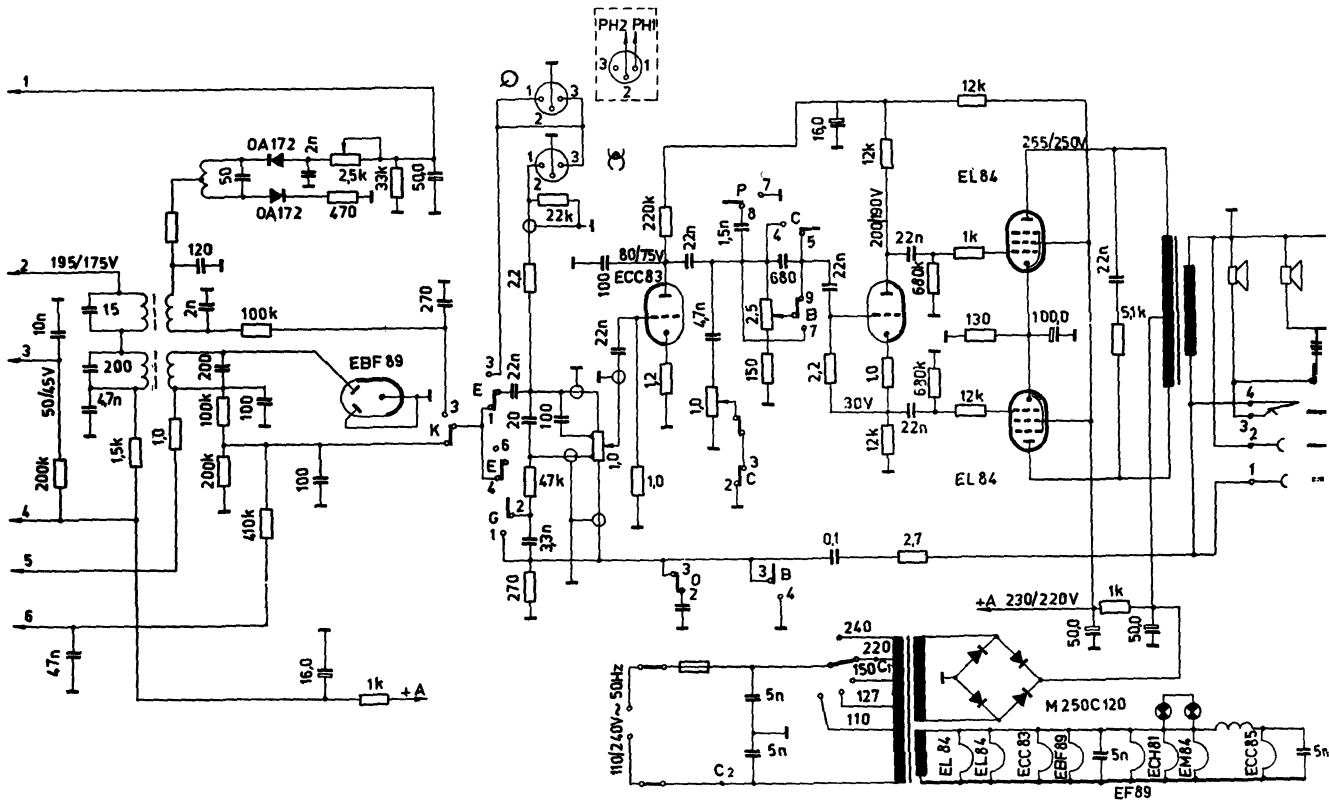 PH2 PH1
3 1
2
1
1 3
2
1 3
2
12k
16,0
12k
255/250V
EL 84
OA172
2n
50
2,5k
33k
50,0
OA172
470
22k
220k
P
7
8
1,5n
C
4
5
200/190V
22n
1k
120
2
195/175V
80/75V
22n
100
ECC83
680
22n
680k
22n
2,2
270
15
2n
100k
10n
2,5
9
B
7
130
100,0
5,1k
3
50/45V
200
200
EBF 89
22n
4,7n
1,2
150
2,2
1,0
680k
12k
3
22n
E
1
4,7n
100k
100
1,0
1,5k
3
K
20
100
1,0
1,0
30V
22n
12k
4
3
2
1
200k
200k
100
6
E
4
47k
1,0
3
C
2
EL 84
4
410k
G
2
1
3,3n
0,1
2,7
5
270
3
O
2
3
B
4
+A 230/220V
1k
50,0
50,0
6
47n
16,0
1k
+A
240
220
150
C1
127
110
110/240V~ 50Hz
5n
5n
C2
M 250C 120
EL 84
EL84
ECC83
EBF89
5n
ECH81
EM84
ECC85
5n
EF89